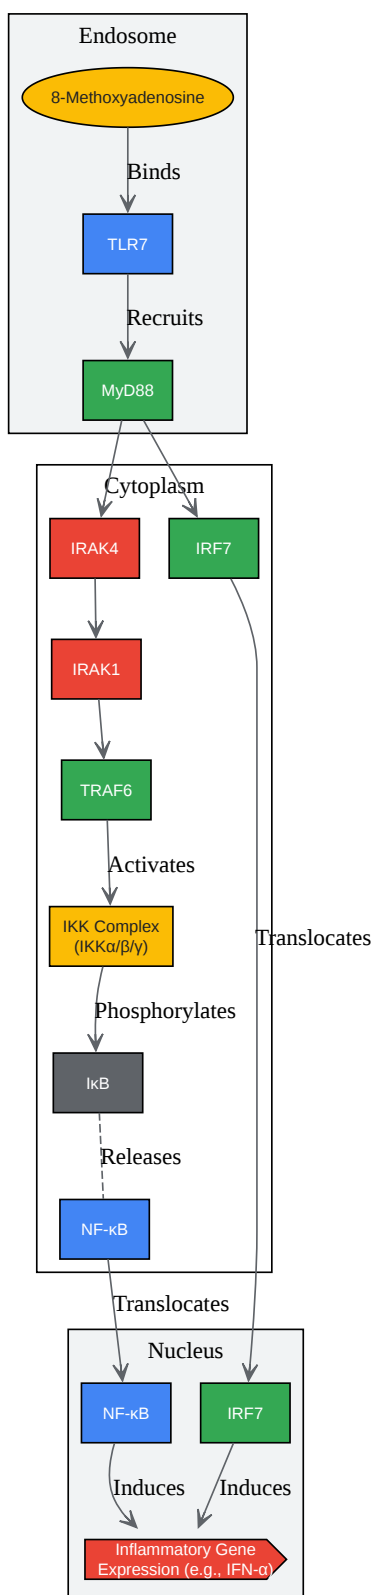 Endosome
8-Methoxyadenosine
Binds
TLR7
Recruits
MyD88
Cytoplasm
IRAK4
IRF7
IRAK1
TRAF6
Activates
IKK Complex
(IKKα/β/γ)
Translocates
Phosphorylates
IκB
Releases
NF-κB
Translocates
Nucleus
NF-κB
IRF7
Induces
Induces
Inflammatory Gene
Expression (e.g., IFN-α)